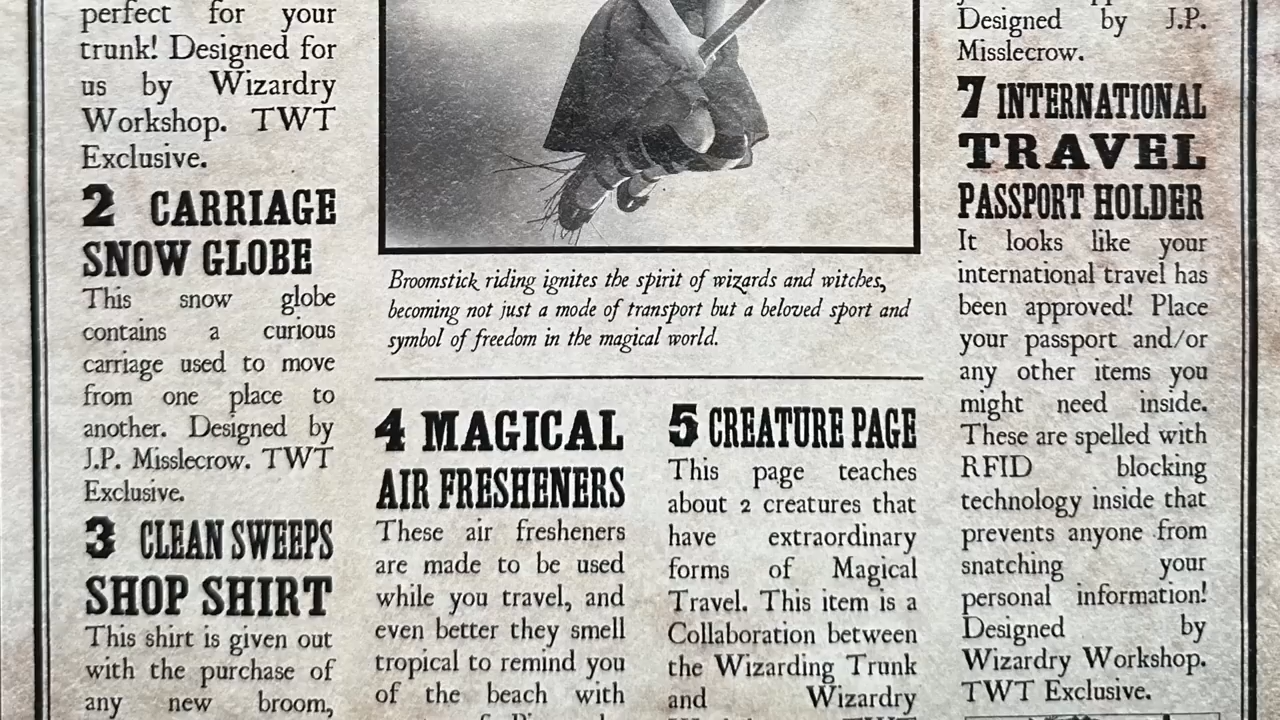 perfect for your
trunk! Designed for
us by Wizardry
Workshop. TWT
Exclusive.
2 CARRIAGE
SNOW GLOBE
This snow globe
contains a curious
carriage used to move
from one place to
another. Designed by
J.P. Misslecrow. TWT
Exclusive.
3 CLEAN SWEEPS
SHOP SHIRT
This shirt is given out
with the purchase of
any new broom,
Broomstick riding ignites the spirit of wizards and witches,
becoming not just a mode of transport but a beloved sport and
symbol of freedom in the magical world.
4 MAGICAL
AIR FRESHENERS
These air fresheners
are made to be used
while you travel, and
even better they smell
tropical to remind you
of the beach with
5 CREATURE PAGE
This page teaches
about 2 creatures that
have extraordinary
forms of Magical
Travel. This item is a
Collaboration between
the Wizarding Trunk
and Wizardry
Designed by J.P.
Misslecrow.
7 INTERNATIONAL
TRAVEL
PASSPORT HOLDER
It looks like your
international travel has
been approved! Place
your passport and/or
any other items you
might need inside.
These are spelled with
RFID blocking
technology inside that
prevents anyone from
snatching your
personal information!
Designed by
Wizardry Workshop.
TWT Exclusive.